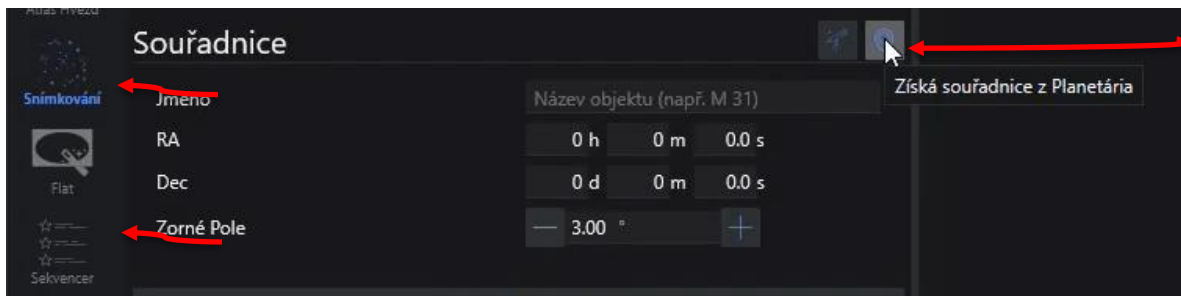 Atlas Hvězd
Souřadnice
Snímkování
Jméno
Název objektu (např. M 31)
Získá souřadnice z Planetária
RA
0 h 0 m 0.0 s
Flat
Dec
0 d 0 m 0.0 s
Zorné Pole
3.00 °
Sekvencer